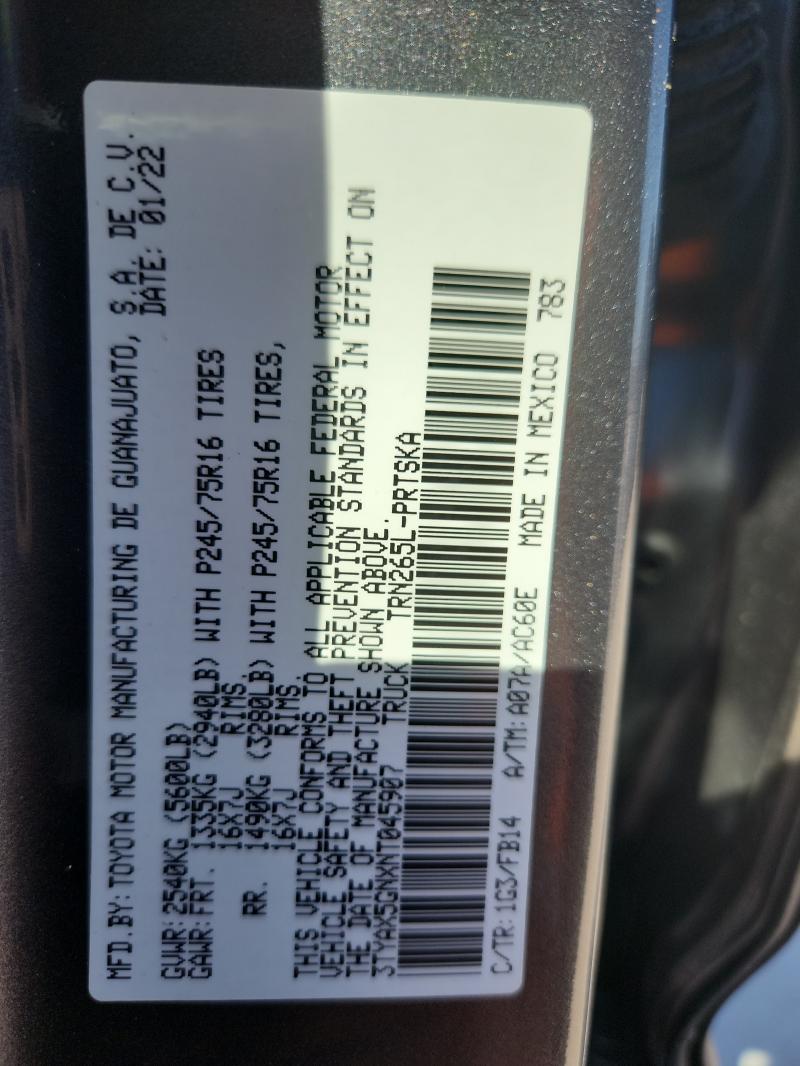 MFD.BY: TOYOTA MOTOR MANUFACTURING DE GUANAJUATO, S.A. DE C.V.
DATE: 01/22
GVWR: 2540KG (5600LB)
GAWR: FRT. 1335KG (2940LB) WITH P245/75R16 TIRES
16X7J RIMS.
RR. 1490KG (3280LB) WITH P245/75R16 TIRES,
16X7J RIMS.
THIS VEHICLE CONFORMS TO ALL APPLICABLE FEDERAL MOTOR
VEHICLE SAFETY AND THEFT PREVENTION STANDARDS IN EFFECT ON
THE DATE OF MANUFACTURE SHOWN ABOVE.
3TYAX5GNXNT045907 TRUCK TRN265L-PRTSKA
C/TR: 1G3/FB14 A/TM: A07A/AC60E MADE IN MEXICO 783